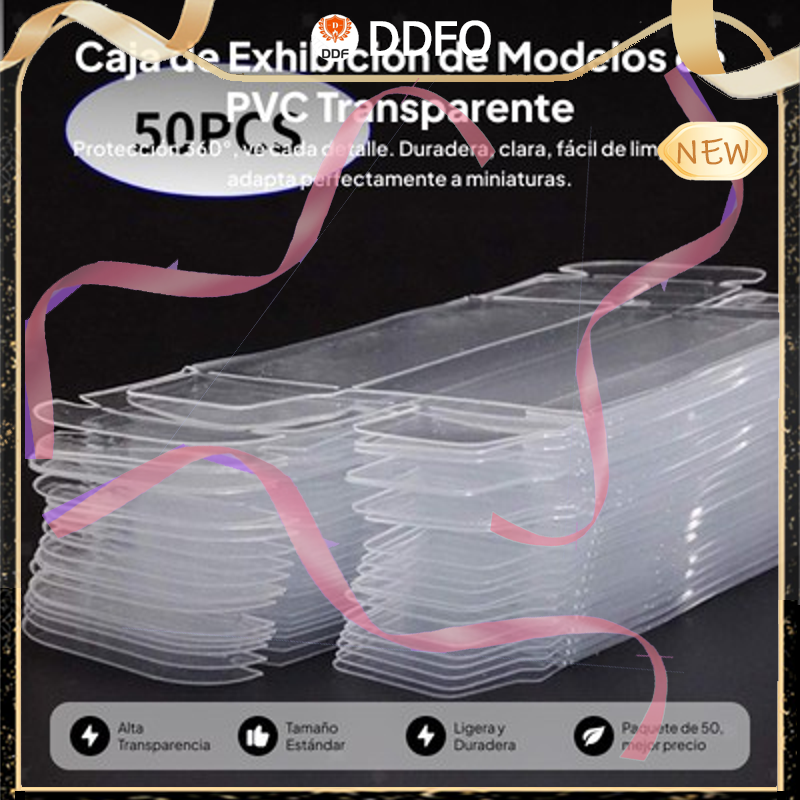 DDF
DDFO
Caja de Exhibición de Modelos de
PVC Transparente
50PCS
Protección 360°, ve cada detalle. Duradera, clara, fácil de
adapta perfectamente a miniaturas.
NEW
Alta
Transparencia
Tamaño
Estándar
Ligera y
Duradera
Paquete de 50,
mejor precio